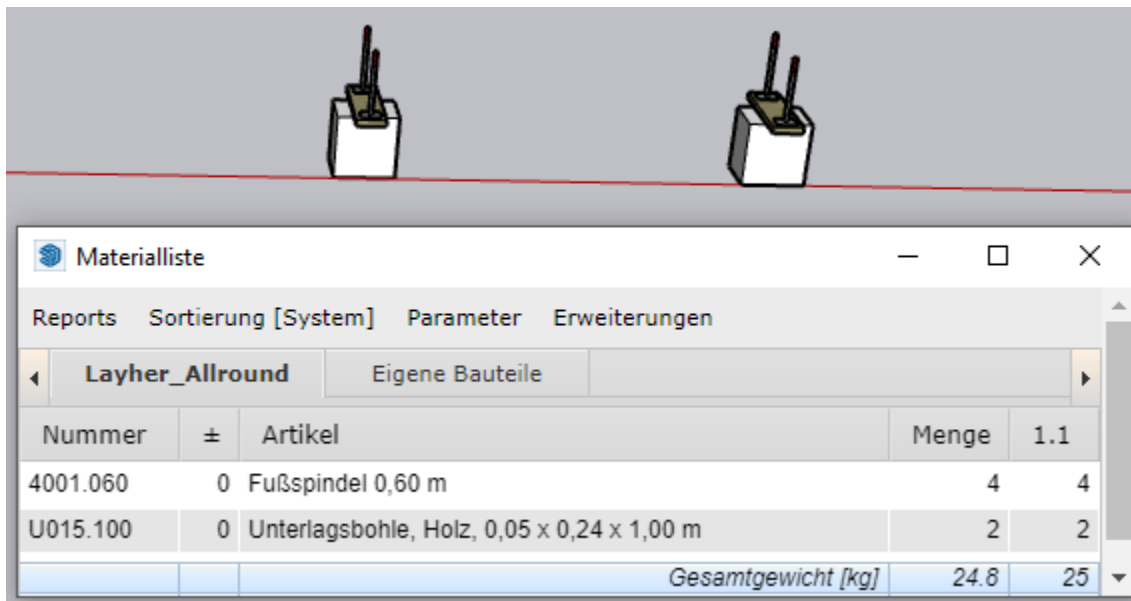 Materialliste
Reports Sortierung [System] Parameter Erweiterungen
Layher_Allround Eigene Bauteile
Nummer ± Artikel Menge 1.1
4001.060 0 Fußspindel 0,60 m 4 4
U015.100 0 Unterlagsbohle, Holz, 0,05 x 0,24 x 1,00 m 2 2
Gesamtgewicht [kg] 24.8 25